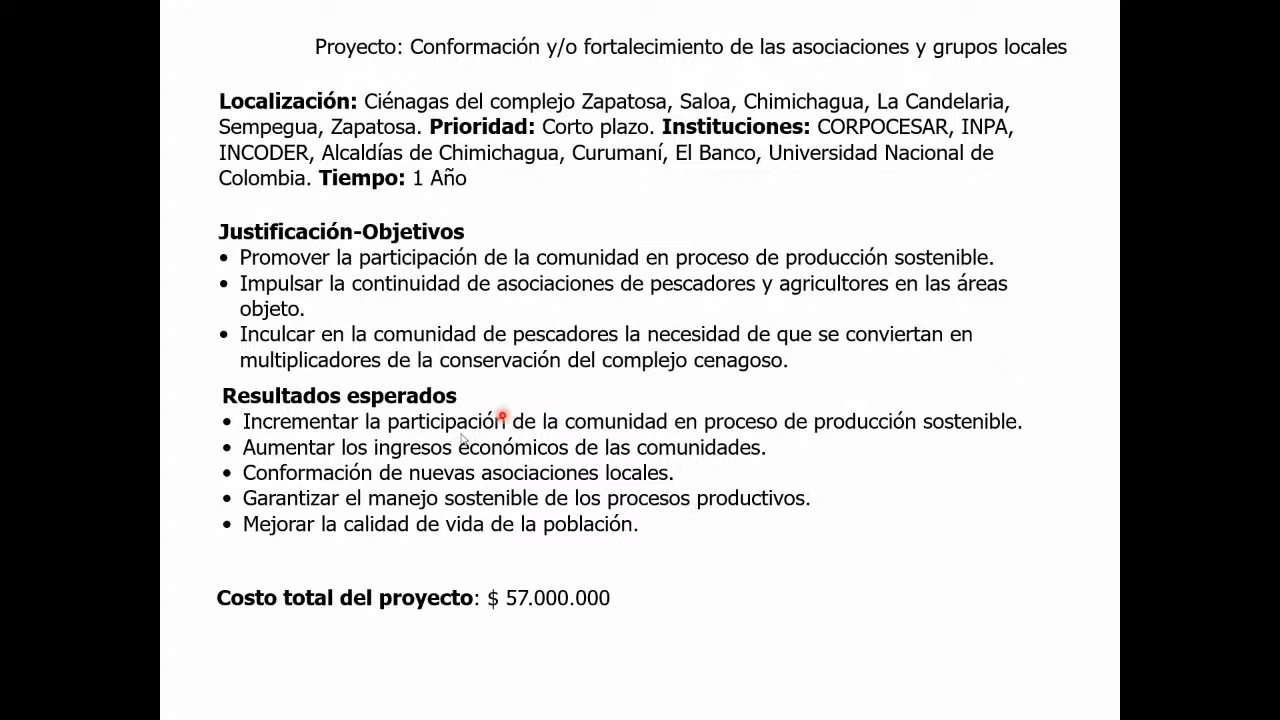 Proyecto: Conformación y/o fortalecimiento de las asociaciones y grupos locales
Localización: Ciénagas del complejo Zapatosa, Saloa, Chimichagua, La Candelaria,
Sempegua, Zapatosa. Prioridad: Corto plazo. Instituciones: CORPOCESAR, INPA,
INCODER, Alcaldías de Chimichagua, Curumaní, El Banco, Universidad Nacional de
Colombia. Tiempo: 1 Año
Justificación-Objetivos
• Promover la participación de la comunidad en proceso de producción sostenible.
• Impulsar la continuidad de asociaciones de pescadores y agricultores en las áreas
objeto.
• Inculcar en la comunidad de pescadores la necesidad de que se conviertan en
multiplicadores de la conservación del complejo cenagoso.
Resultados esperados
• Incrementar la participación de la comunidad en proceso de producción sostenible.
• Aumentar los ingresos económicos de las comunidades.
• Conformación de nuevas asociaciones locales.
• Garantizar el manejo sostenible de los procesos productivos.
• Mejorar la calidad de vida de la población.
Costo total del proyecto: $ 57.000.000